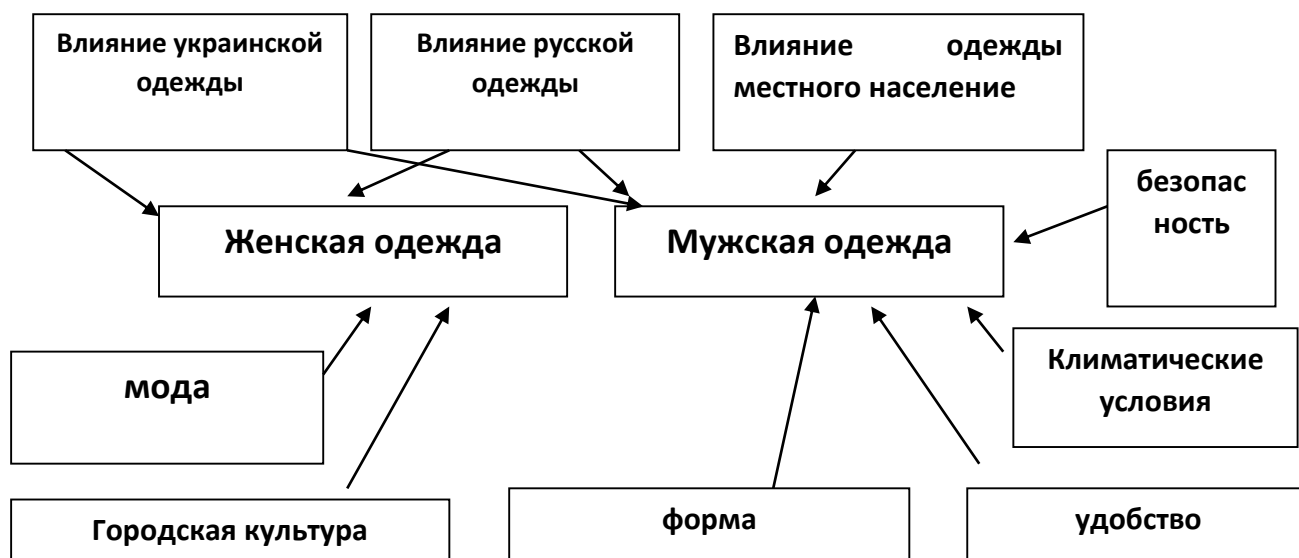 Влияние украинской
одежды
Влияние русской
одежды
Влияние одежды
местного население
безопас
ность
Женская одежда
Мужская одежда
мода
Климатические
условия
Городская культура
форма
удобство